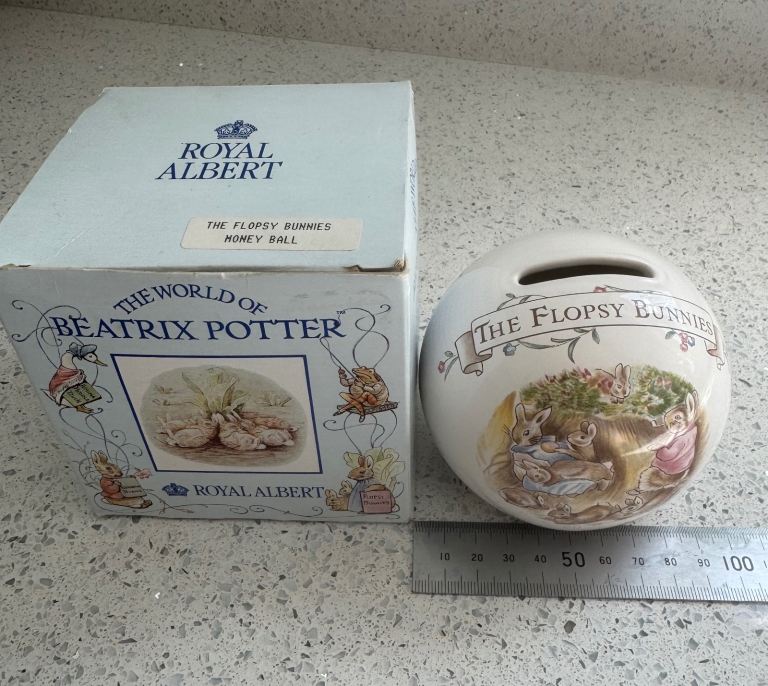 ROYAL
ALBERT
THE FLOPSY BUNNIES
MONEY BALL
THE WORLD OF
BEATRIX POTTER™
ROYAL ALBERT
THE FLOPSY BUNNIES
10 20 30 40 50 60 70 80 90 100